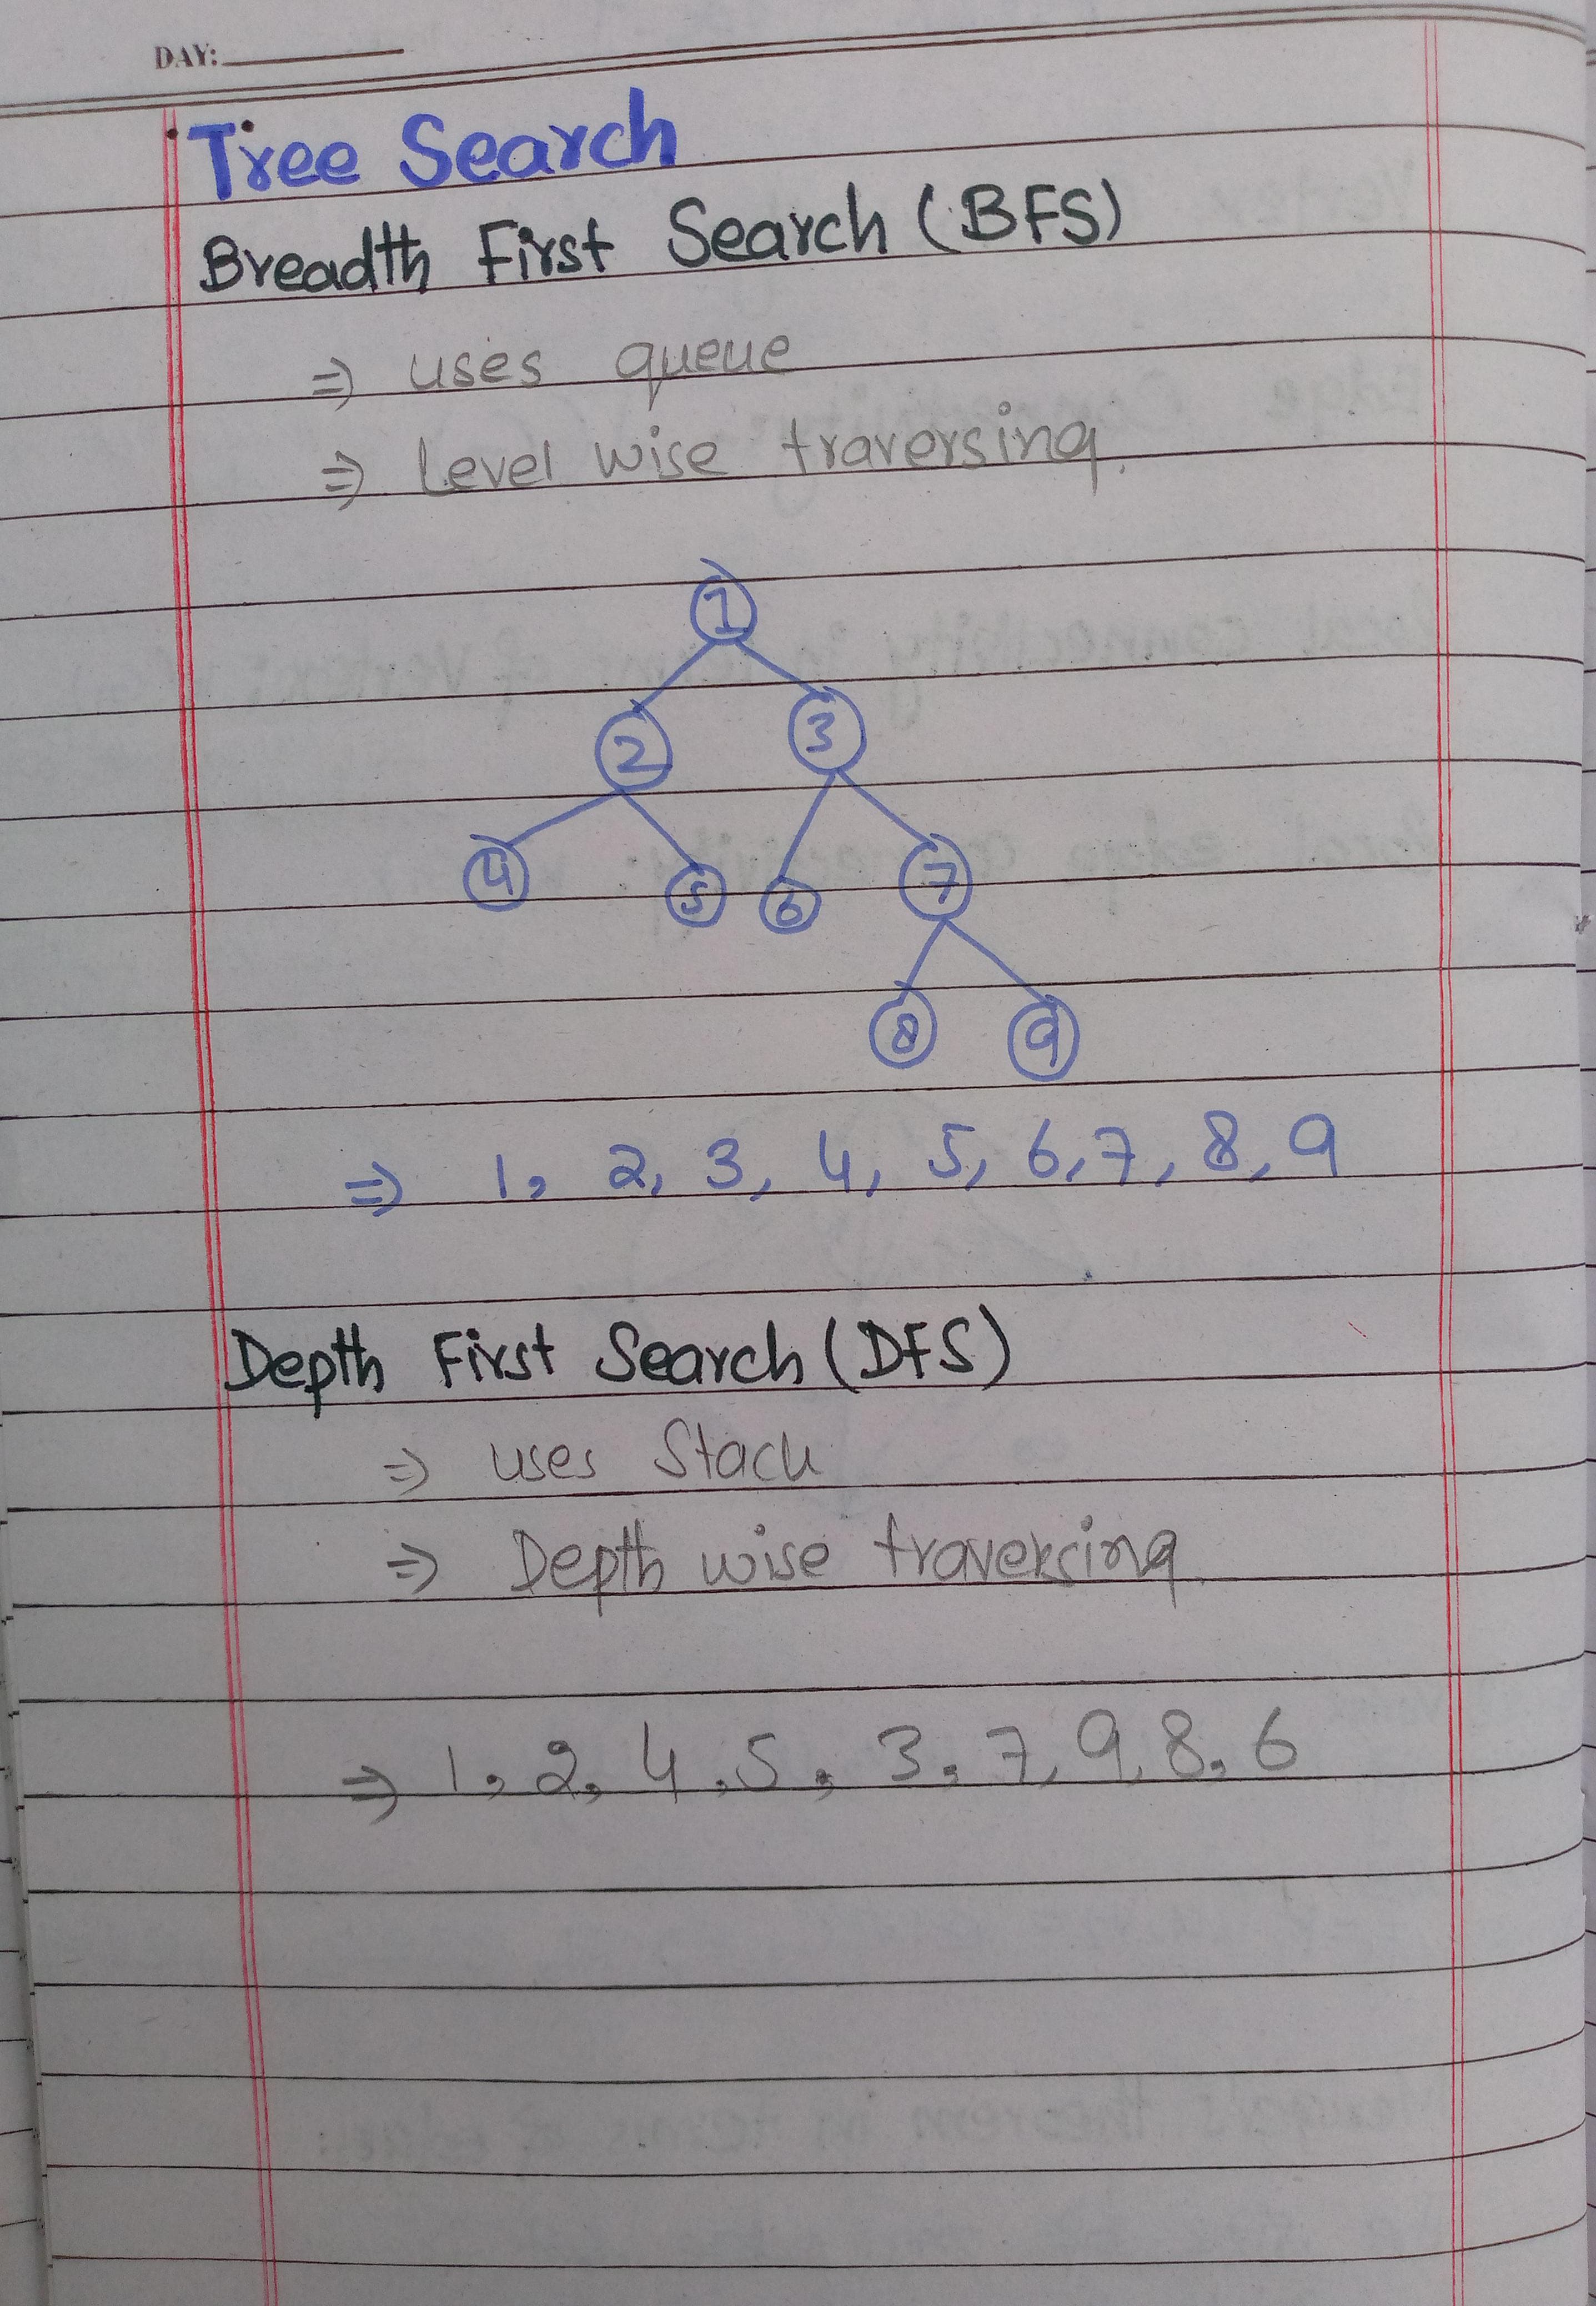 DAY:
Tree Search
Breadth First Search (BFS)
⇒ uses queue
⇒ Level wise traversing.
1
2 3
4 5 6 7
8 9
⇒ 1, 2, 3, 4, 5, 6, 7, 8, 9
Depth First Search (DFS)
⇒ uses Stack
⇒ Depth wise traversing.
⇒ 1, 2, 4, 5, 3, 7, 9, 8, 6